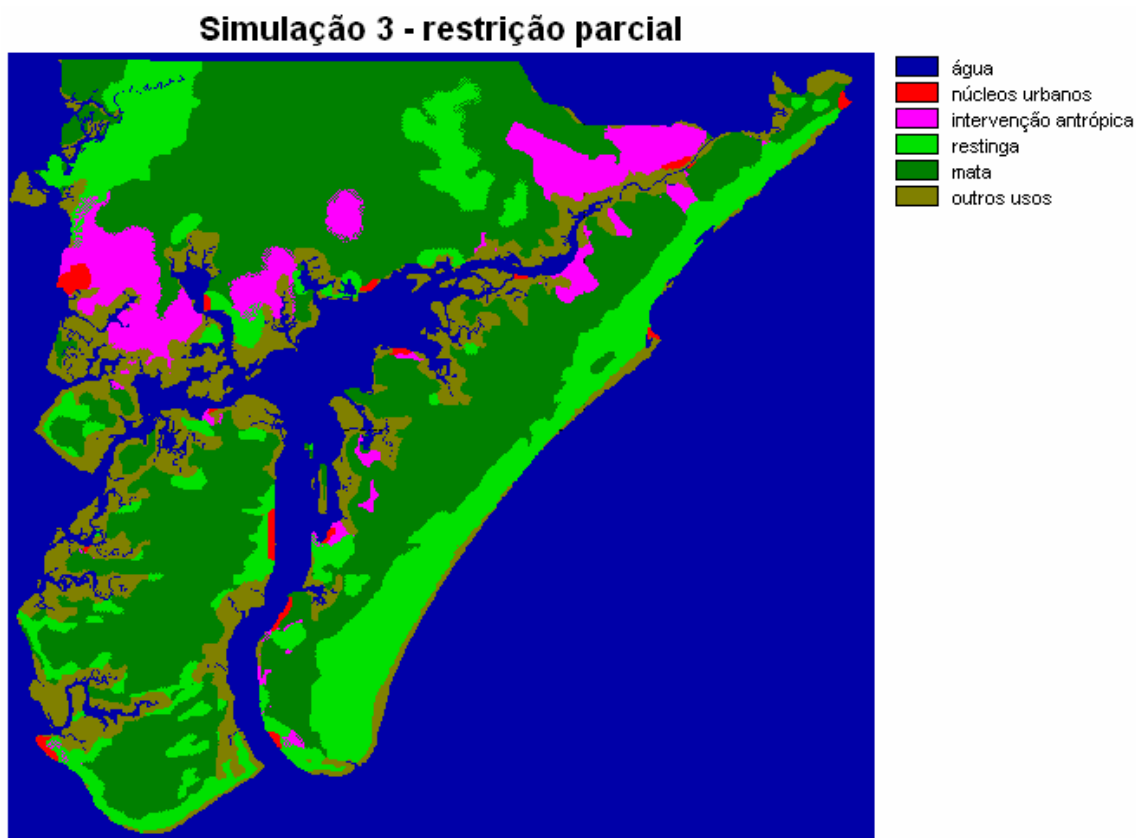 Simulação 3 - restrição parcial
água
núcleos urbanos
intervenção antrópica
restinga
mata
outros usos